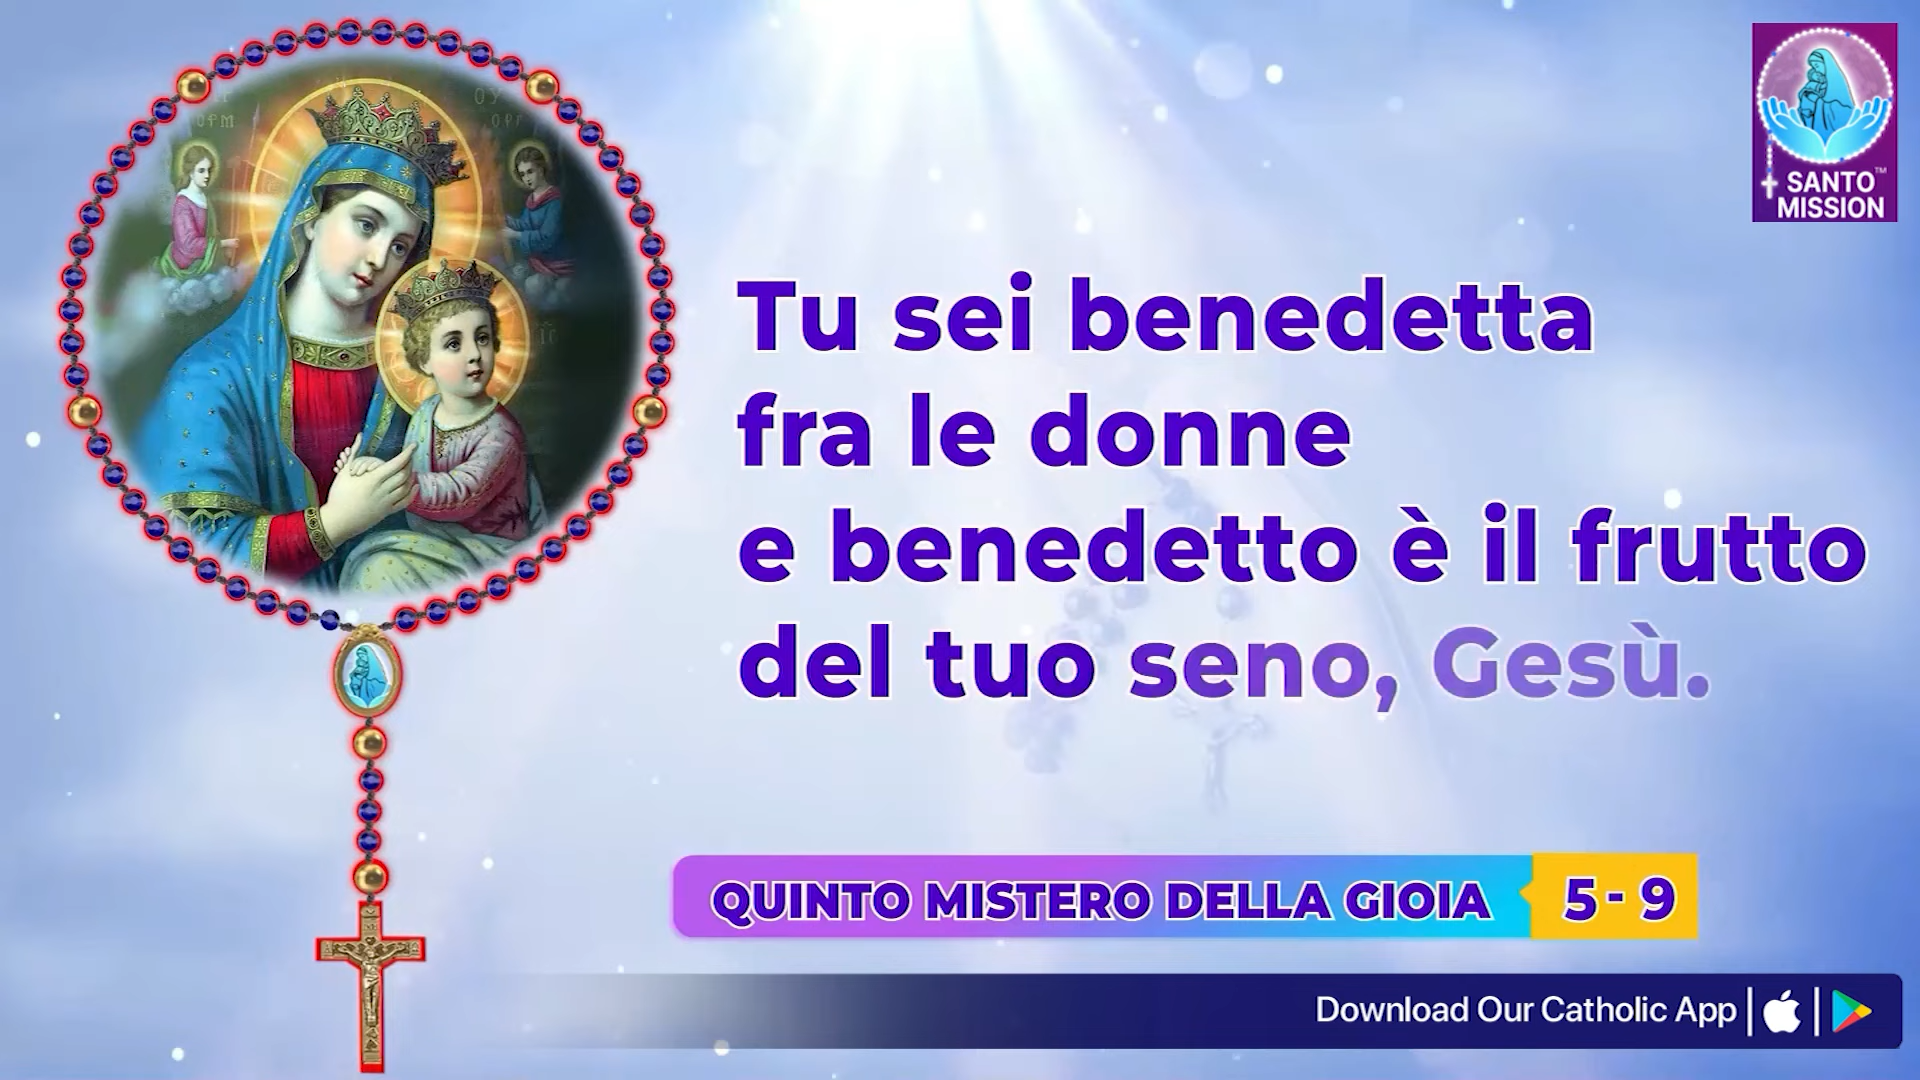 SANTO™
MISSION
Tu sei benedetta
fra le donne
e benedetto è il frutto
del tuo seno, Gesù.
QUINTO MISTERO DELLA GIOIA 5 - 9
Download Our Catholic App